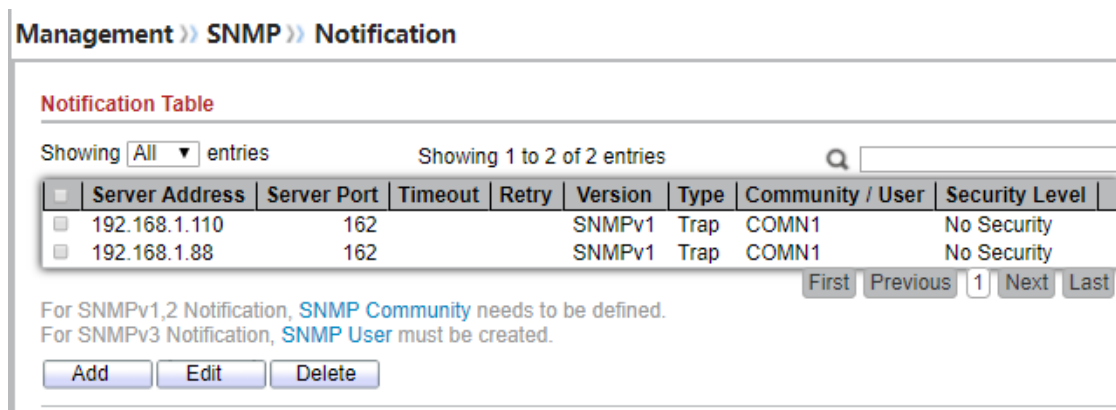 Management >> SNMP >> Notification
Notification Table
Showing All ▼ entries Showing 1 to 2 of 2 entries
Server Address Server Port Timeout Retry Version Type Community / User Security Level
192.168.1.110 162 SNMPv1 Trap COMN1 No Security
192.168.1.88 162 SNMPv1 Trap COMN1 No Security
First Previous 1 Next Last
For SNMPv1,2 Notification, SNMP Community needs to be defined.
For SNMPv3 Notification, SNMP User must be created.
Add Edit Delete